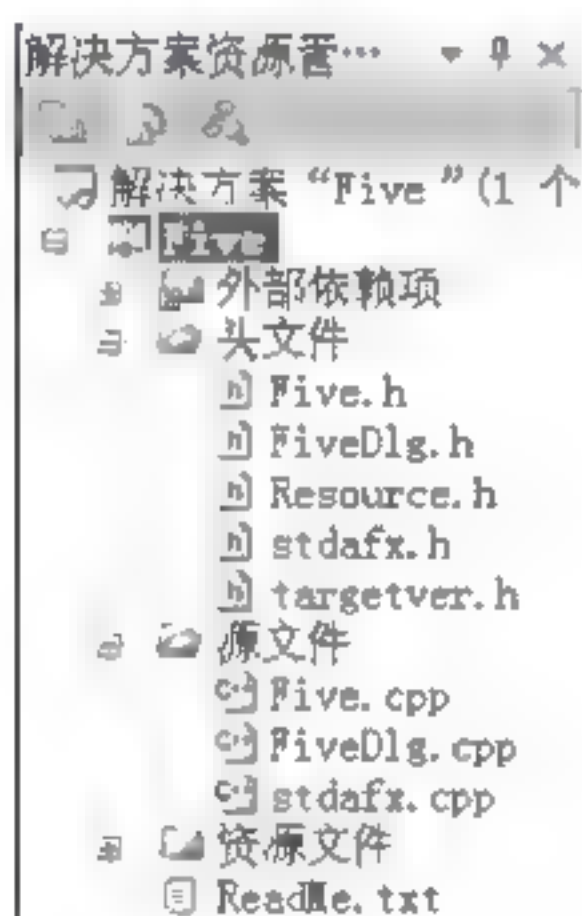 解决方案资源管…
解决方案“Five”(1 个
Five
外部依赖项
头文件
Five.h
FiveDlg.h
Resource.h
stdafx.h
targetver.h
源文件
Five.cpp
FiveDlg.cpp
stdafx.cpp
资源文件
ReadMe.txt